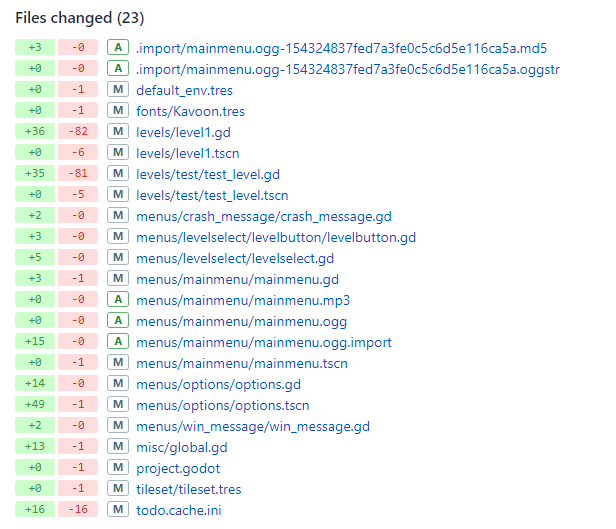 Files changed (23)
+3 -0 A .import/mainmenu.ogg-154324837fed7a3fe0c5c6d5e116ca5a.md5
+0 -0 A .import/mainmenu.ogg-154324837fed7a3fe0c5c6d5e116ca5a.oggstr
+0 -1 M default_env.tres
+0 -1 M fonts/Kavoon.tres
+36 -82 M levels/level1.gd
+0 -6 M levels/level1.tscn
+35 -81 M levels/test/test_level.gd
+0 -5 M levels/test/test_level.tscn
+2 -0 M menus/crash_message/crash_message.gd
+3 -0 M menus/levelselect/levelbutton/levelbutton.gd
+5 -0 M menus/levelselect/levelselect.gd
+3 -1 M menus/mainmenu/mainmenu.gd
+0 -0 A menus/mainmenu/mainmenu.mp3
+0 -0 A menus/mainmenu/mainmenu.ogg
+15 -0 A menus/mainmenu/mainmenu.ogg.import
+0 -1 M menus/mainmenu/mainmenu.tscn
+14 -0 M menus/options/options.gd
+49 -1 M menus/options/options.tscn
+2 -0 M menus/win_message/win_message.gd
+13 -1 M misc/global.gd
+0 -1 M project.godot
+0 -1 M tileset/tileset.tres
+16 -16 M todo.cache.ini